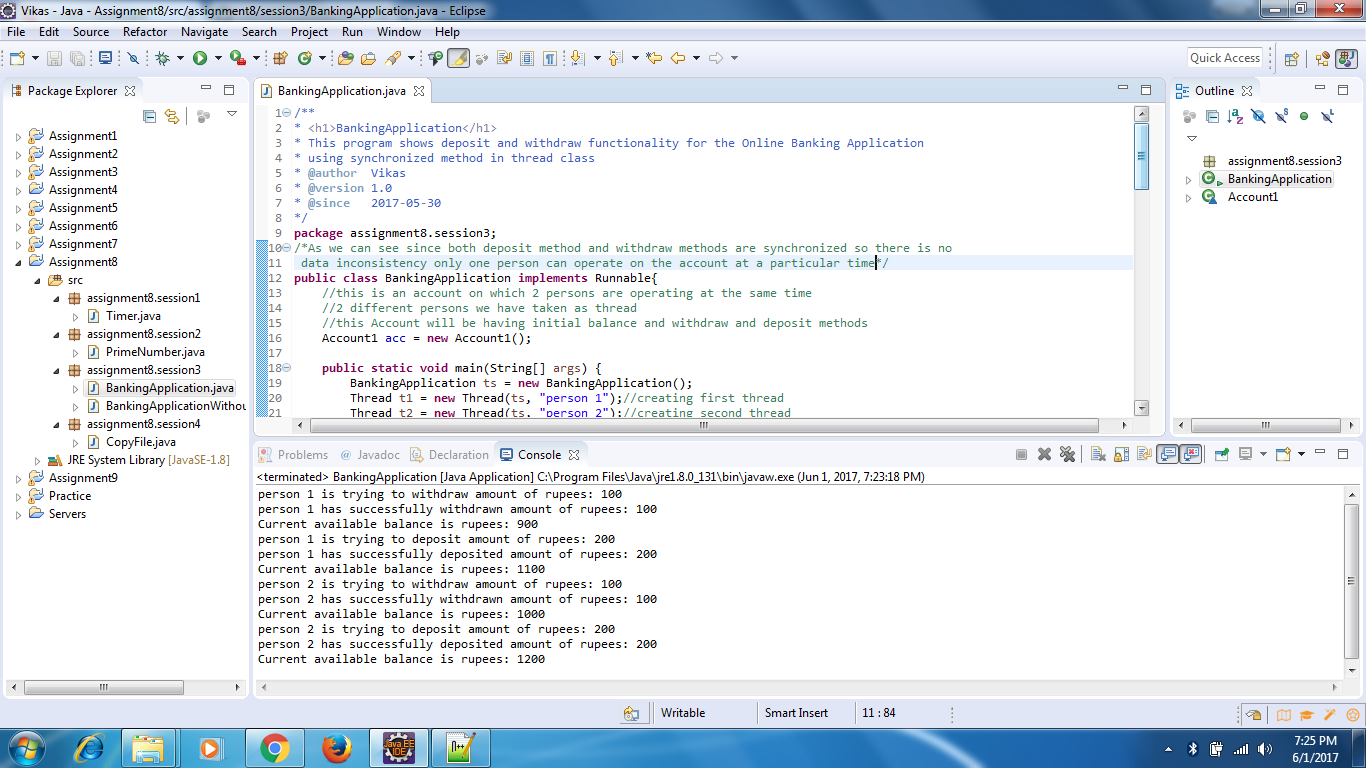 Vikas - Java - Assignment8/src/assignment8/session3/BankingApplication.java - Eclipse
File Edit Source Refactor Navigate Search Project Run Window Help
Quick Access
Package Explorer
Assignment1
Assignment2
Assignment3
Assignment4
Assignment5
Assignment6
Assignment7
Assignment8
src
assignment8.session1
Timer.java
assignment8.session2
PrimeNumber.java
assignment8.session3
BankingApplication.java
BankingApplicationWithou
assignment8.session4
CopyFile.java
JRE System Library [JavaSE-1.8]
Assignment9
Practice
Servers
BankingApplication.java
1 /**
2 * <h1>BankingApplication</h1>
3 * This program shows deposit and withdraw functionality for the Online Banking Application
4 * using synchronized method in thread class
5 * @author  Vikas
6 * @version 1.0
7 * @since   2017-05-30
8 */
9 package assignment8.session3;
10 /*As we can see since both deposit method and withdraw methods are synchronized so there is no
11  data inconsistency only one person can operate on the account at a particular time*/
12 public class BankingApplication implements Runnable{
13     //this is an account on which 2 persons are operating at the same time
14     //2 different persons we have taken as thread
15     //this Account will be having initial balance and withdraw and deposit methods
16     Account1 acc = new Account1();
17
18     public static void main(String[] args) {
19         BankingApplication ts = new BankingApplication();
20         Thread t1 = new Thread(ts, "person 1");//creating first thread
21         Thread t2 = new Thread(ts, "person 2");//creating second thread
Outline
assignment8.session3
BankingApplication
Account1
Problems @ Javadoc Declaration Console
<terminated> BankingApplication [Java Application] C:\Program Files\Java\jre1.8.0_131\bin\javaw.exe (Jun 1, 2017, 7:23:18 PM)
person 1 is trying to withdraw amount of rupees: 100
person 1 has successfully withdrawn amount of rupees: 100
Current available balance is rupees: 900
person 1 is trying to deposit amount of rupees: 200
person 1 has successfully deposited amount of rupees: 200
Current available balance is rupees: 1100
person 2 is trying to withdraw amount of rupees: 100
person 2 has successfully withdrawn amount of rupees: 100
Current available balance is rupees: 1000
person 2 is trying to deposit amount of rupees: 200
person 2 has successfully deposited amount of rupees: 200
Current available balance is rupees: 1200
Writable Smart Insert 11 : 84
Java EE
IDE
7:25 PM
6/1/2017